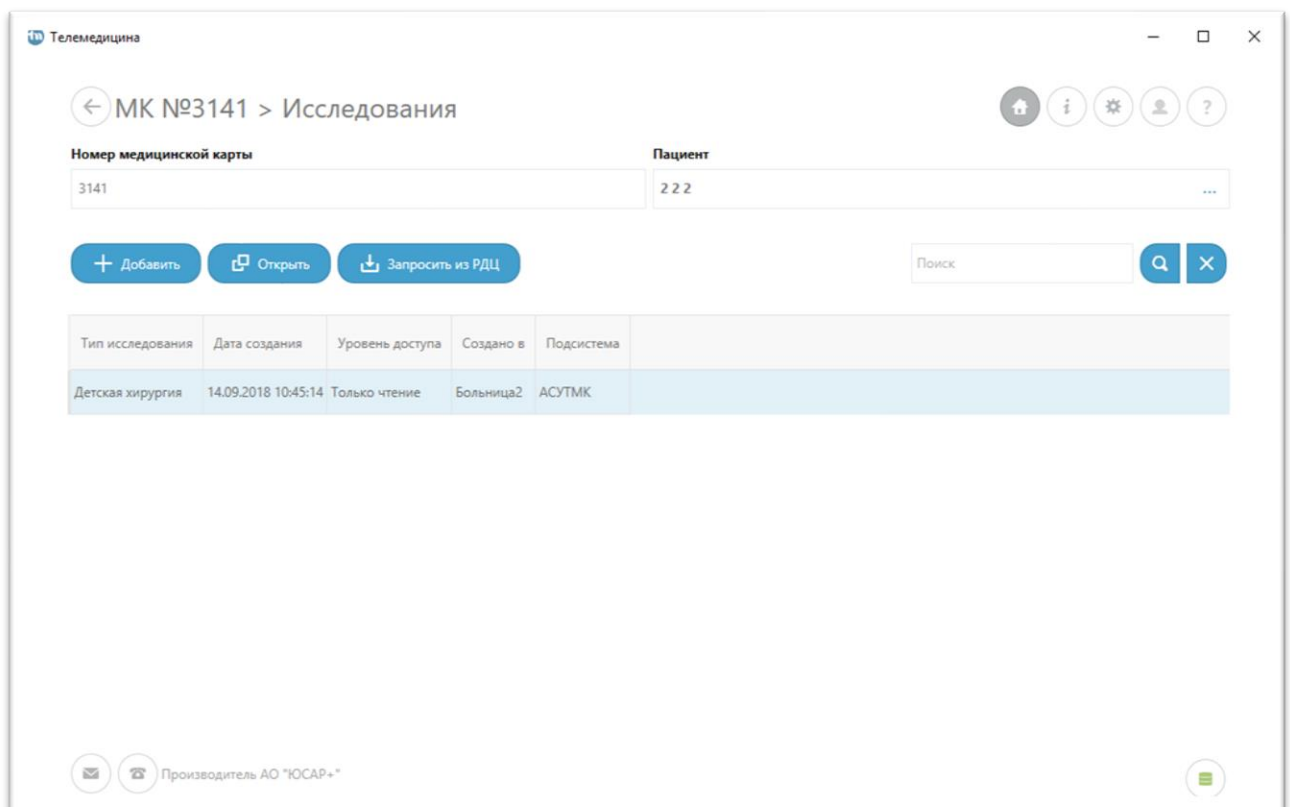 Телемедицина
МК №3141 > Исследования
Номер медицинской карты Пациент
3141 2 2 2 ...
Добавить Открыть Запросить из РДЦ Поиск
Тип исследования Дата создания Уровень доступа Создано в Подсистема
Детская хирургия 14.09.2018 10:45:14 Только чтение Больница2 АСУТМК
Производитель АО "ЮСАР+"